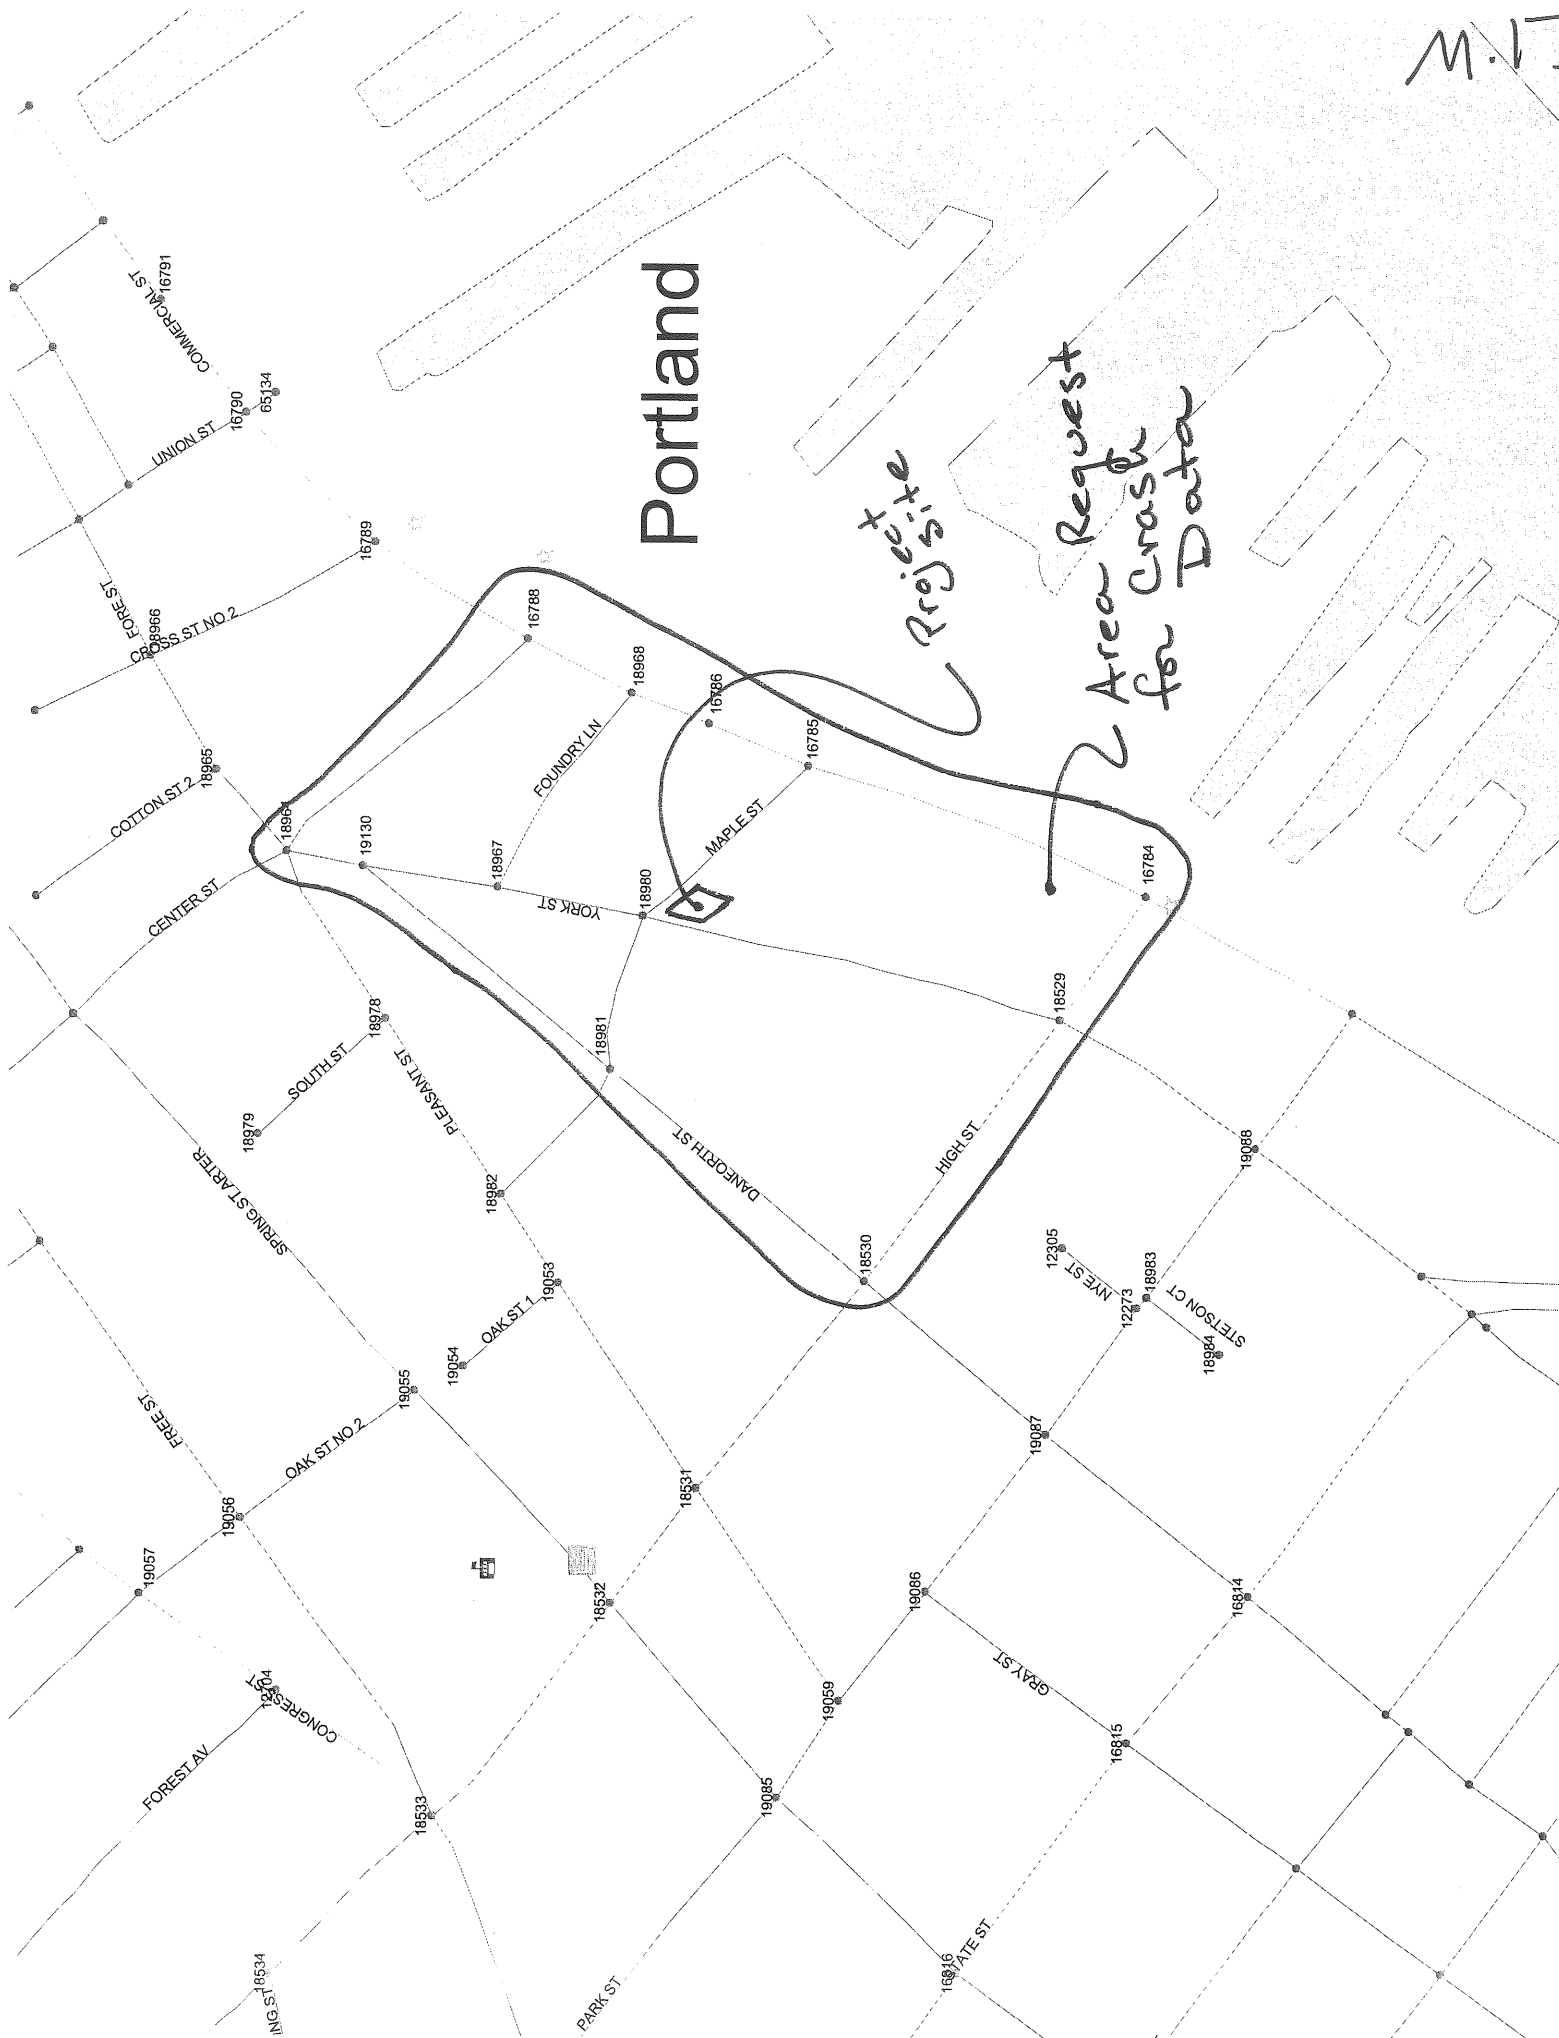 M.
Portland
Project
Site
Area Request
for Crash
Data
COMMERCIAL ST
16791
16790
65134
UNION ST
16789
FORE ST
18966
CROSS ST NO 2
18965
COTTON ST 2
16788
18968
FOUNDRY LN
16786
16785
MAPLE ST
19130
18967
YORK ST
18980
CENTER ST
18978
SOUTH ST
18979
PLEASANT ST
18981
18982
DANFORTH ST
16784
18529
HIGH ST
18530
SPRING ST ARTER
19053
OAK ST 1
19054
19055
OAK ST NO 2
FREE ST
19056
19057
18531
18532
19088
12305
NYE ST
12273
18983
STETSON CT
18984
19087
19086
GRAY ST
16814
16815
19059
19085
CONGRESS ST
FOREST AV
18533
18534
ING ST
PARK ST
STATE ST
16816